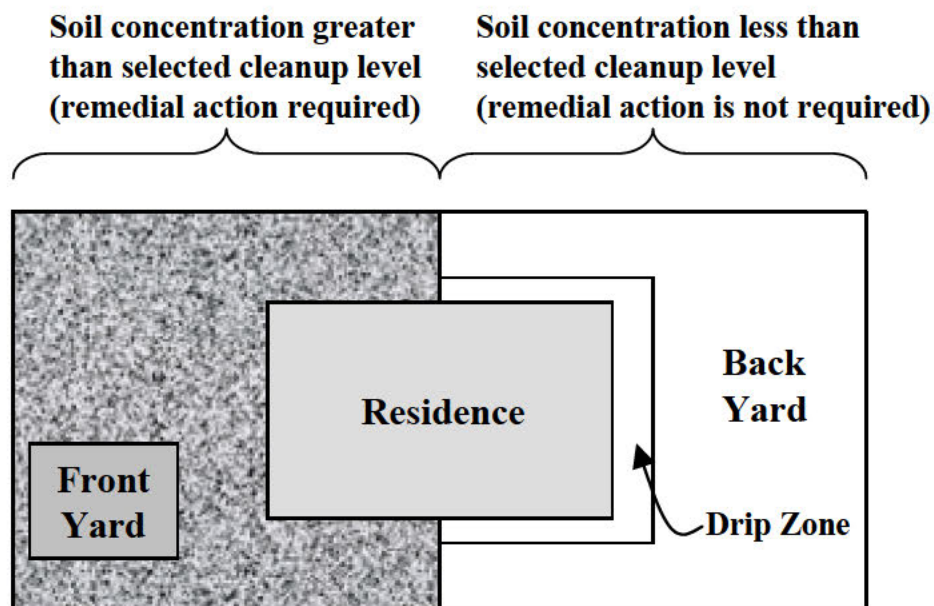 Soil concentration greater
than selected cleanup level
(remedial action required)
Soil concentration less than
selected cleanup level
(remedial action is not required)
Residence
Back
Yard
Front
Yard
Drip Zone